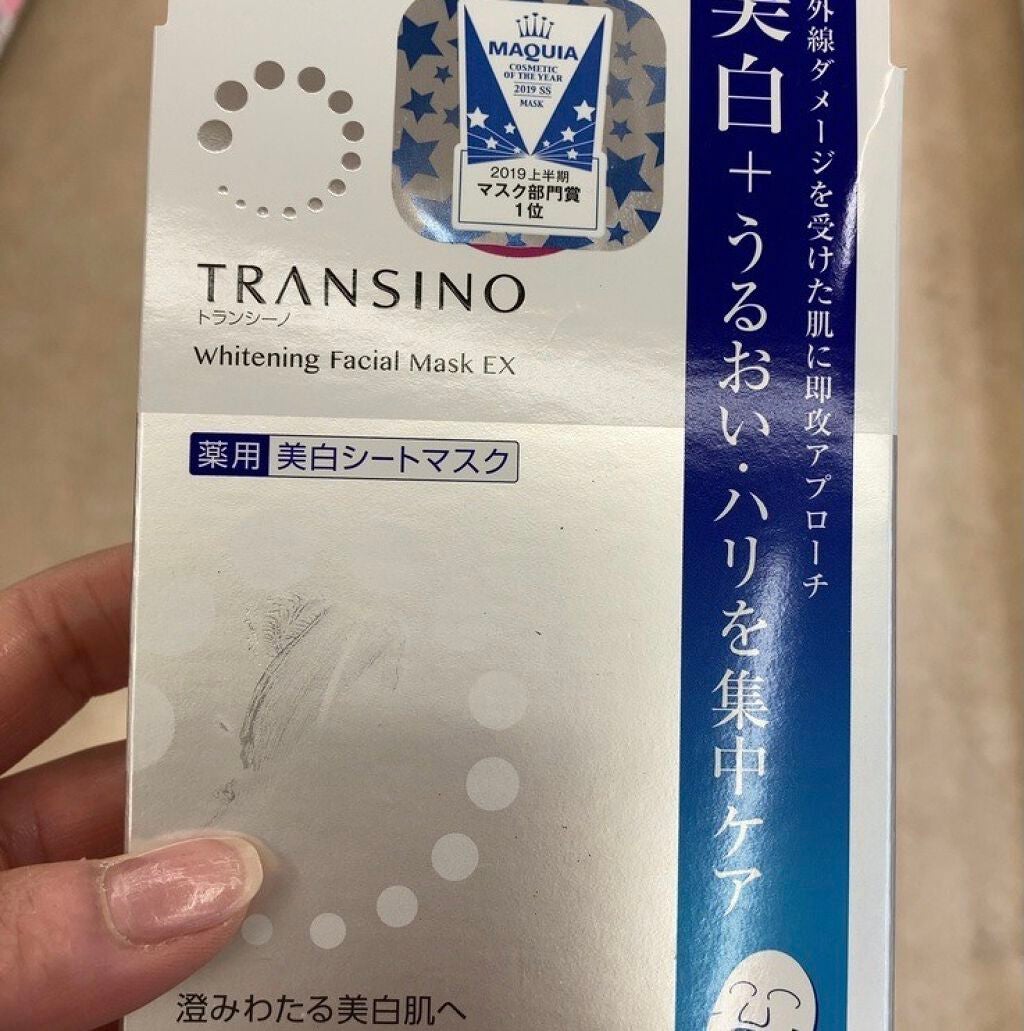 MAQUIA
COSMETIC
OF THE YEAR
2019 SS
MASK
2019上半期
マスク部門賞
1位
TRANSINO
トランシーノ
Whitening Facial Mask EX
薬用 美白シートマスク
外線ダメージを受けた肌に即攻アプローチ
美白+うるおい・ハリを集中ケア
澄みわたる美白肌へ